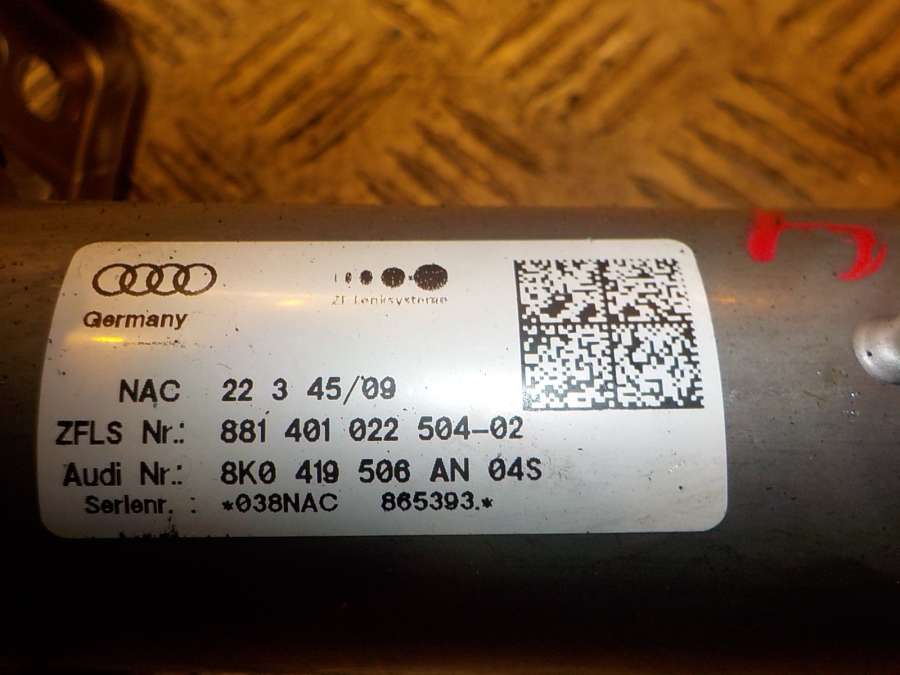 Germany
ZF Lenksysteme
NAC 22 3 45/09
ZFLS Nr.: 881 401 022 504-02
Audi Nr.: 8K0 419 506 AN 04S
Serienr. : *038NAC 865393.*